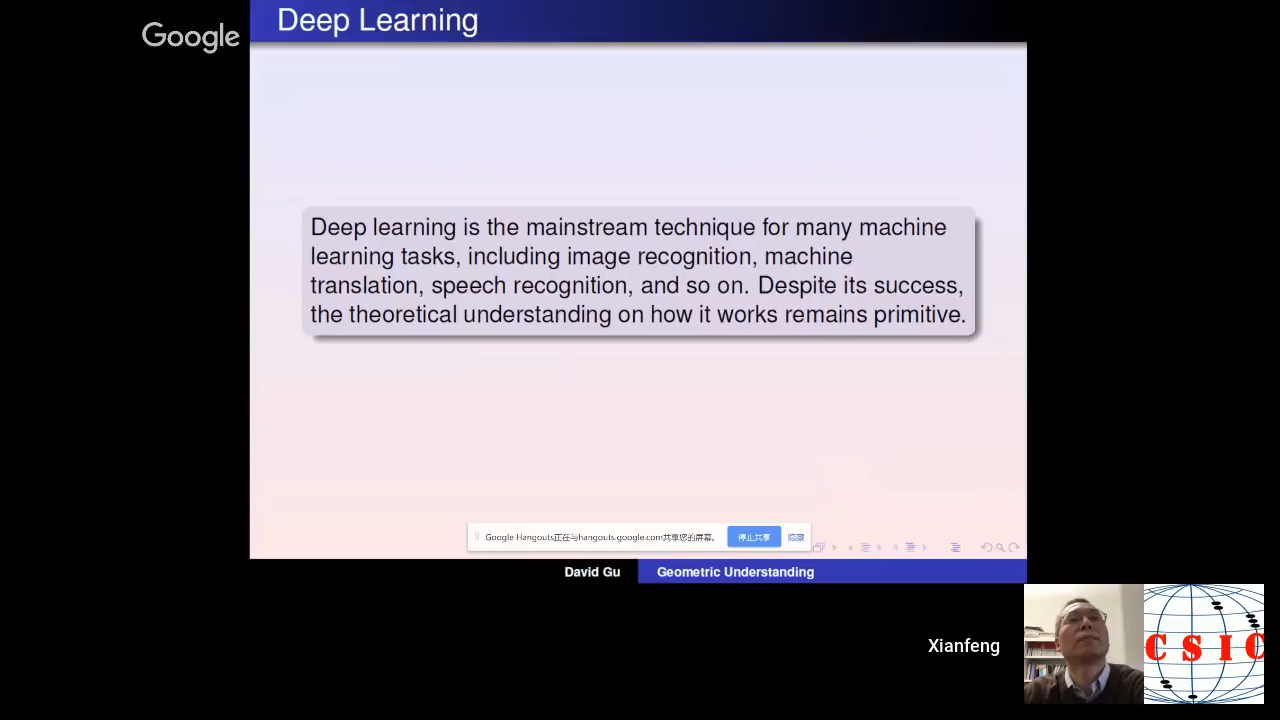 Google
Deep Learning
Deep learning is the mainstream technique for many machine
learning tasks, including image recognition, machine
translation, speech recognition, and so on. Despite its success,
the theoretical understanding on how it works remains primitive.
Google Hangouts正在与hangouts.google.com共享您的屏幕。
停止共享
隐藏
David Gu
Geometric Understanding
Xianfeng
CSIC